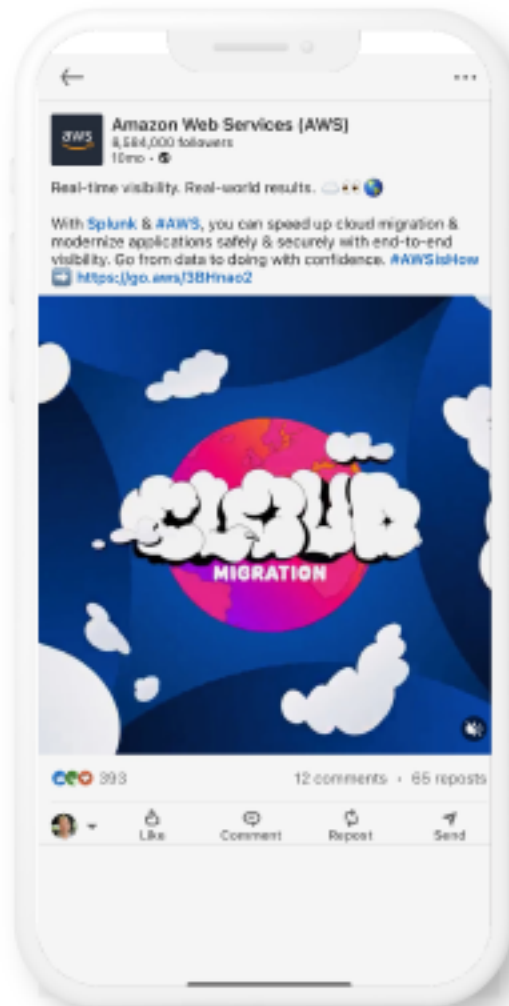 aws
Amazon Web Services (AWS)
8,584,000 followers
10mo •
Real-time visibility. Real-world results. ☁️👀🌎
With Splunk & #AWS, you can speed up cloud migration &
modernize applications safely & securely with end-to-end
visibility. Go from data to doing with confidence. #AWSisHow
➡️ https://go.aws/3BHnao2
CLOUD
MIGRATION
393 12 comments • 65 reposts
Like Comment Repost Send